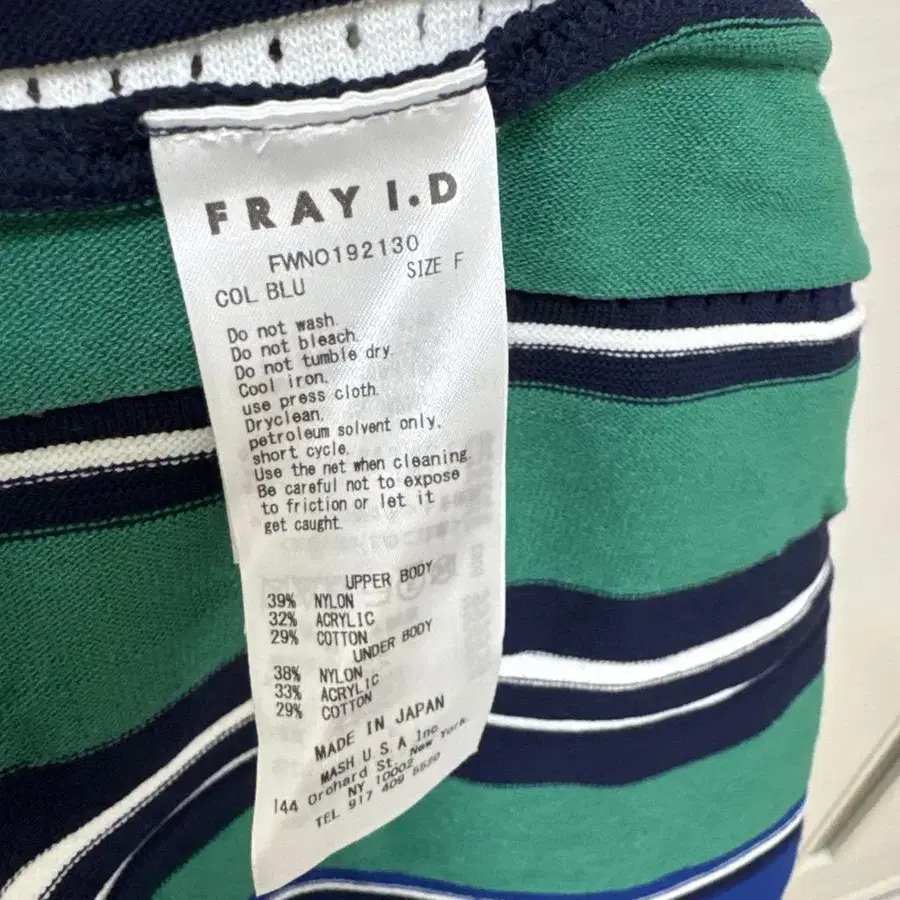 FRAY I.D
FWNO192130
COL BLU SIZE F
Do not wash.
Do not bleach.
Do not tumble dry.
Cool iron.
use press cloth.
Dryclean.
petroleum solvent only.
short cycle.
Use the net when cleaning.
Be careful not to expose
to friction or let it
get caught.
UPPER BODY
39% NYLON
32% ACRYLIC
29% COTTON
UNDER BODY
38% NYLON
33% ACRYLIC
29% COTTON
MADE IN JAPAN
MASH U.S.A Inc.
144 Orchard St. New York.
NY 10002
TEL 917 409 5520